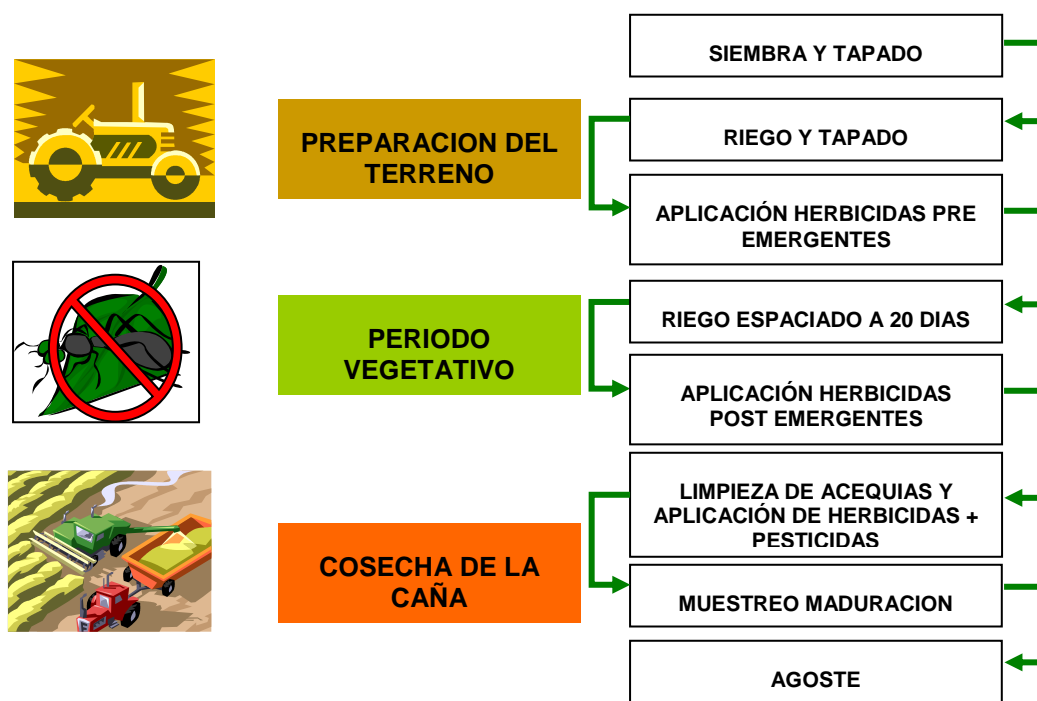 SIEMBRA Y TAPADO
PREPARACION DEL
TERRENO
RIEGO Y TAPADO
APLICACIÓN HERBICIDAS PRE
EMERGENTES
PERIODO
VEGETATIVO
RIEGO ESPACIADO A 20 DIAS
APLICACIÓN HERBICIDAS
POST EMERGENTES
COSECHA DE LA
CAÑA
LIMPIEZA DE ACEQUIAS Y
APLICACIÓN DE HERBICIDAS +
PESTICIDAS
MUESTREO MADURACION
AGOSTE